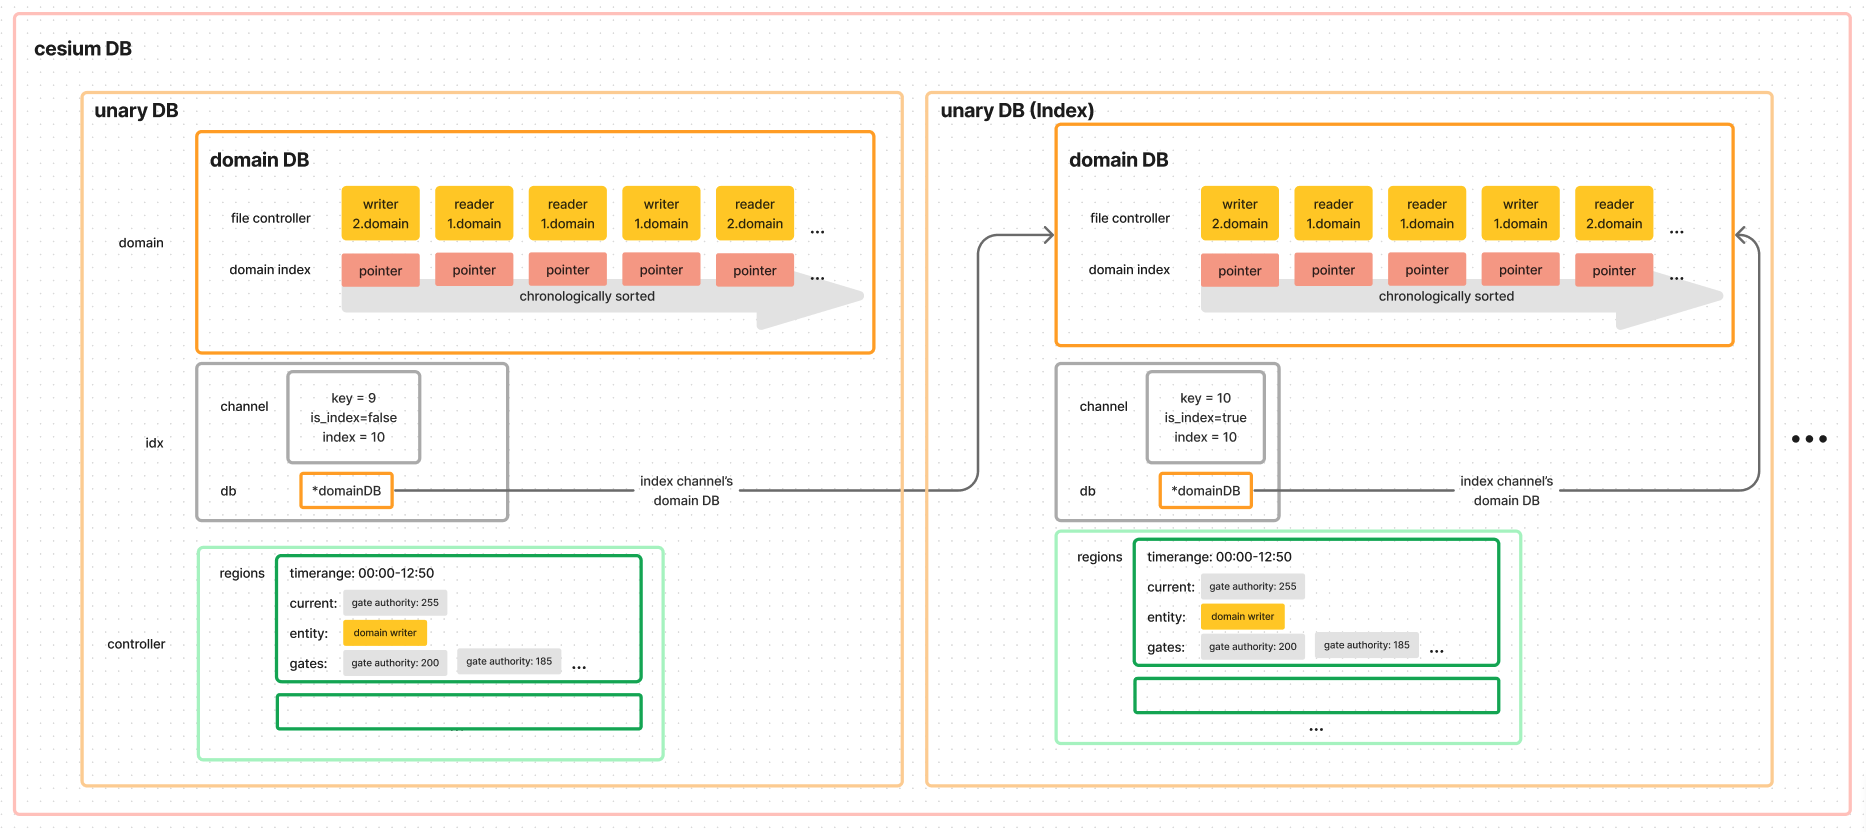 cesium DB
unary DB
domain
domain DB
file controller
writer
2.domain
reader
1.domain
reader
1.domain
writer
1.domain
reader
2.domain
...
domain index
pointer
pointer
pointer
pointer
pointer
...
chronologically sorted
idx
channel
key = 9
is_index=false
index = 10
db
*domainDB
index channel's
domain DB
controller
regions
timerange: 00:00-12:50
current:
gate authority: 255
entity:
domain writer
gates:
gate authority: 200
gate authority: 185
...
...
unary DB (Index)
domain DB
file controller
writer
2.domain
reader
1.domain
reader
1.domain
writer
1.domain
reader
2.domain
...
domain index
pointer
pointer
pointer
pointer
pointer
...
chronologically sorted
channel
key = 10
is_index=true
index = 10
db
*domainDB
index channel's
domain DB
regions
timerange: 00:00-12:50
current:
gate authority: 255
entity:
domain writer
gates:
gate authority: 200
gate authority: 185
...
...
...